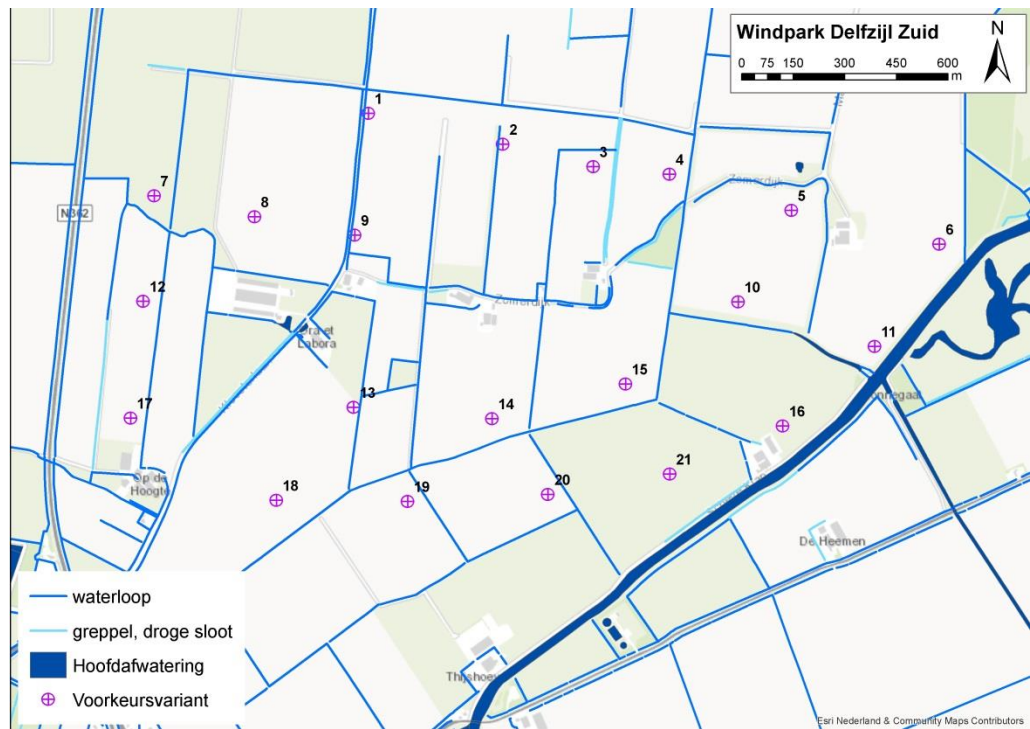 Windpark Delfzijl Zuid
N
0 75 150 300 450 600
m
1
2
3
4
5
6
7
8
9
10
11
12
13
14
15
16
17
18
19
20
21
N362
Zomerdijk
Zomerdijk
Ora et
Labora
Op de
Hoogte
De Heemen
waterloop
greppel, droge sloot
Hoofdafwatering
Voorkeursvariant
Esri Nederland & Community Maps Contributors